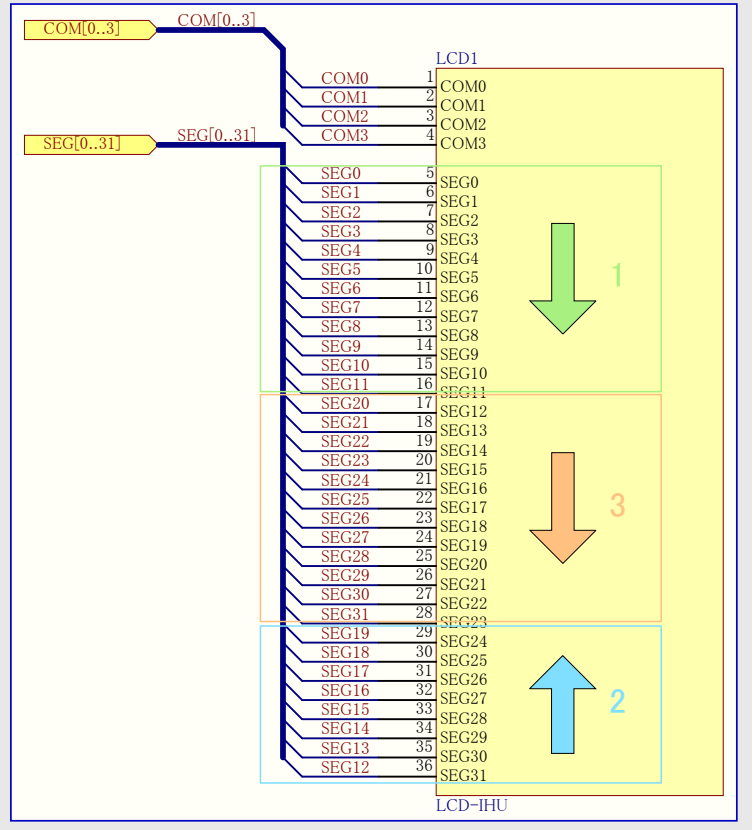 COM[0..3] COM[0..3]
LCD1
COM0 1 COM0
COM1 2 COM1
COM2 3 COM2
COM3 4 COM3
SEG[0..31] SEG[0..31]
SEG0 5 SEG0
SEG1 6 SEG1
SEG2 7 SEG2
SEG3 8 SEG3
SEG4 9 SEG4
SEG5 10 SEG5 1
SEG6 11 SEG6
SEG7 12 SEG7
SEG8 13 SEG8
SEG9 14 SEG9
SEG10 15 SEG10
SEG11 16 SEG11
SEG20 17 SEG12
SEG21 18 SEG13
SEG22 19 SEG14
SEG23 20 SEG15
SEG24 21 SEG16
SEG25 22 SEG17 3
SEG26 23 SEG18
SEG27 24 SEG19
SEG28 25 SEG20
SEG29 26 SEG21
SEG30 27 SEG22
SEG31 28 SEG23
SEG19 29 SEG24
SEG18 30 SEG25
SEG17 31 SEG26
SEG16 32 SEG27 2
SEG15 33 SEG28
SEG14 34 SEG29
SEG13 35 SEG30
SEG12 36 SEG31
LCD-IHU